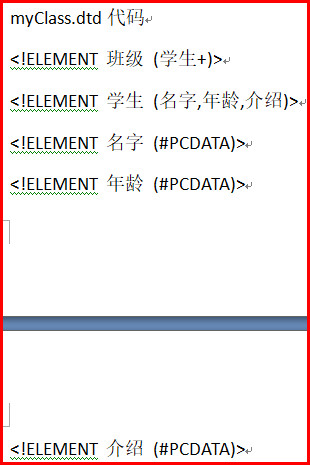 myClass.dtd 代码
<!ELEMENT 班级 (学生+)>
<!ELEMENT 学生 (名字,年龄,介绍)>
<!ELEMENT 名字 (#PCDATA)>
<!ELEMENT 年龄 (#PCDATA)>
<!ELEMENT 介绍 (#PCDATA)>